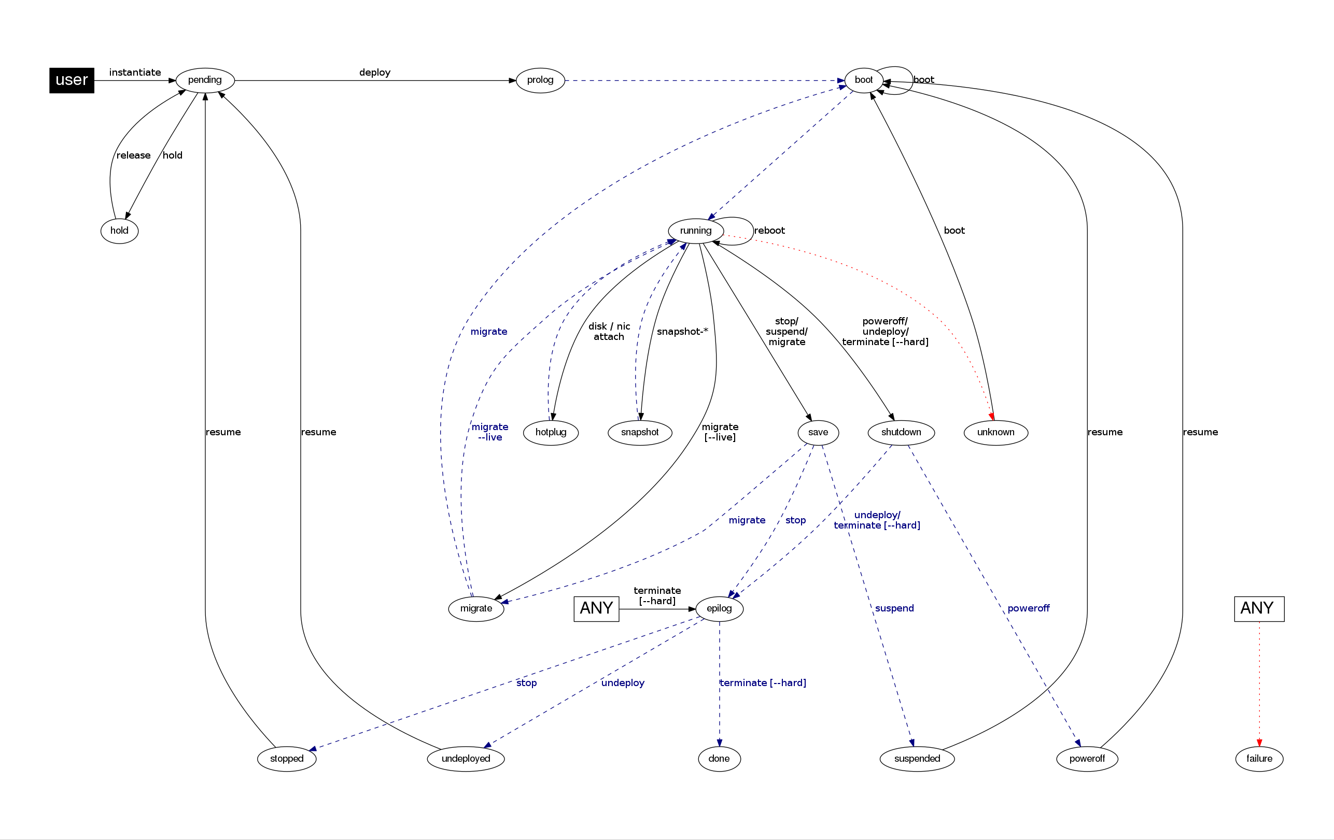 user
instantiate
pending
deploy
prolog
boot
boot
release
hold
hold
running
reboot
boot
migrate
disk / nic
attach
snapshot-*
stop/
suspend/
migrate
poweroff/
undeploy/
terminate [--hard]
resume
resume
migrate
--live
hotplug
snapshot
migrate
[--live]
save
shutdown
unknown
resume
resume
migrate
stop
undeploy/
terminate [--hard]
migrate
ANY
terminate
[--hard]
epilog
suspend
poweroff
ANY
stop
undeploy
terminate [--hard]
stopped
undeployed
done
suspended
poweroff
failure